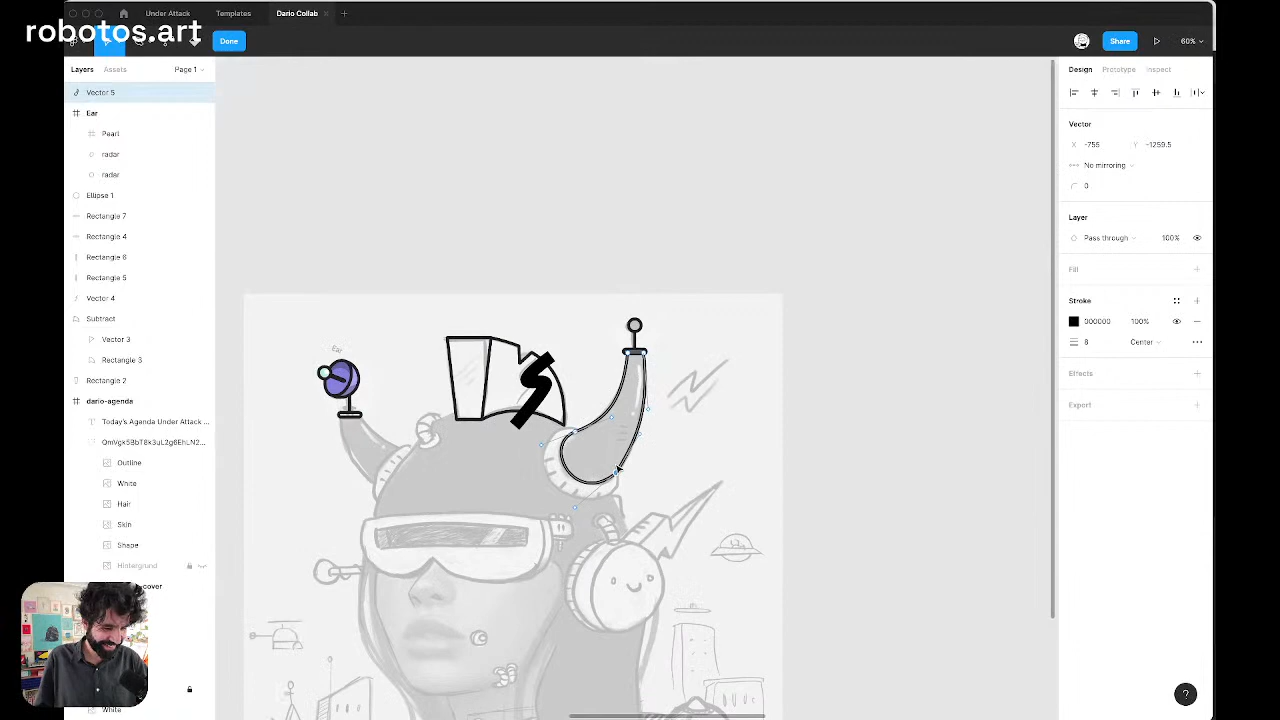 robotos.art
Under Attack
Templates
Dario Collab
Done
Share
60%
Layers
Assets
Page 1
Vector 5
Ear
Pearl
radar
radar
Ellipse 1
Rectangle 7
Rectangle 4
Rectangle 6
Rectangle 5
Vector 4
Subtract
Vector 3
Rectangle 3
Rectangle 2
dario-agenda
Today's Agenda Under Attack ...
QmVgk5BbT8k3uL2g6EhLN2...
Outline
White
Hair
Skin
Shape
Hintergrund
cover
White
Ear
Design
Prototype
Inspect
Vector
X -755 Y -1259.5
No mirroring
0
Layer
Pass through 100%
Fill
Stroke
000000 100%
8 Center
Effects
Export
?